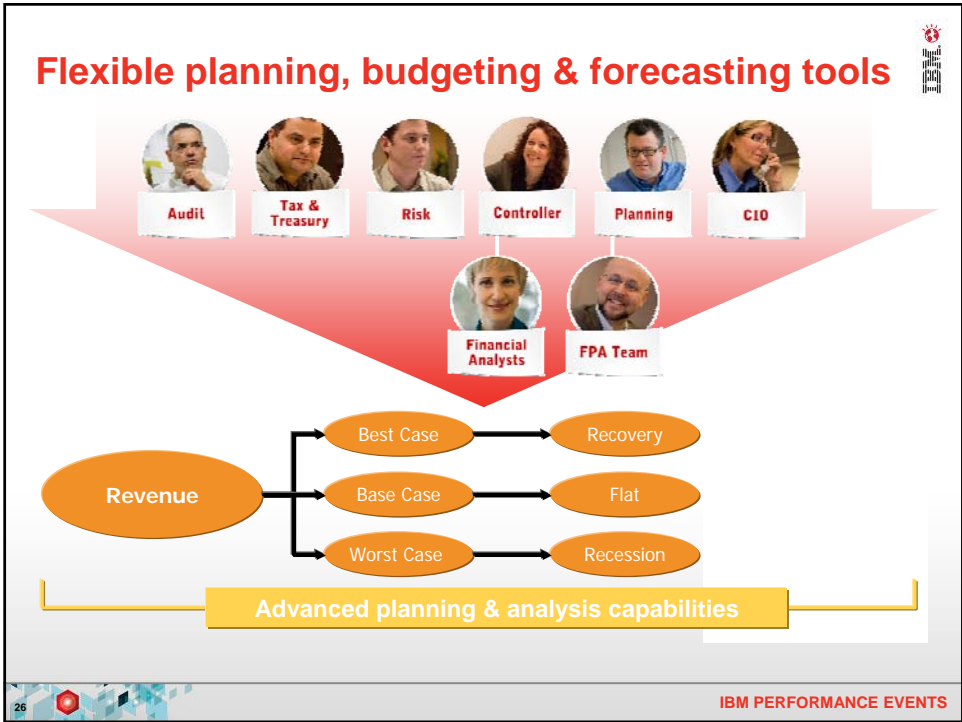 Flexible planning, budgeting & forecasting tools
IBM®
Audit
Tax &
Treasury
Risk
Controller
Planning
CIO
Financial
Analysts
FPA Team
Best Case
Recovery
Revenue
Base Case
Flat
Worst Case
Recession
Advanced planning & analysis capabilities
26
IBM PERFORMANCE EVENTS